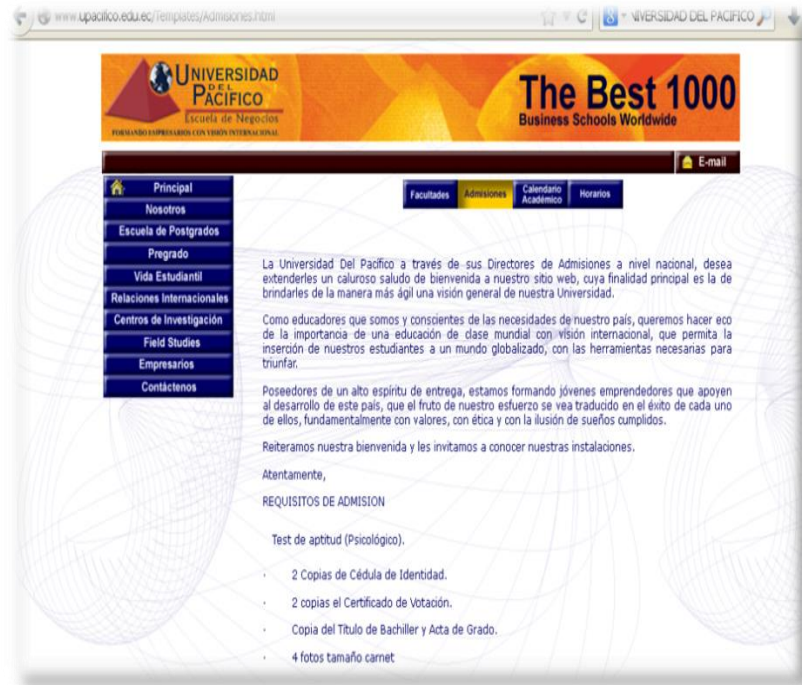 www.upacifico.edu.ec/Templates/Admisiones.html
UNIVERSIDAD DEL PACIFICO
UNIVERSIDAD
DEL
PACIFICO
Escuela de Negocios
FORMANDO EMPRESARIOS CON VISIÓN INTERNACIONAL
The Best 1000
Business Schools Worldwide
E-mail
Principal
Nosotros
Escuela de Postgrados
Pregrado
Vida Estudiantil
Relaciones Internacionales
Centros de Investigación
Field Studies
Empresarios
Contáctenos
Facultades
Admisiones
Calendario
Académico
Horarios
La Universidad Del Pacífico a través de sus Directores de Admisiones a nivel nacional, desea
extenderles un caluroso saludo de bienvenida a nuestro sitio web, cuya finalidad principal es la de
brindarles de la manera más ágil una visión general de nuestra Universidad.
Como educadores que somos y conscientes de las necesidades de nuestro país, queremos hacer eco
de la importancia de una educación de clase mundial con visión internacional, que permita la
inserción de nuestros estudiantes a un mundo globalizado, con las herramientas necesarias para
triunfar.
Poseedores de un alto espíritu de entrega, estamos formando jóvenes emprendedores que apoyen
al desarrollo de este país, que el fruto de nuestro esfuerzo se vea traducido en el éxito de cada uno
de ellos, fundamentalmente con valores, con ética y con la ilusión de sueños cumplidos.
Reiteramos nuestra bienvenida y les invitamos a conocer nuestras instalaciones.
Atentamente,
REQUISITOS DE ADMISION
Test de aptitud (Psicológico).
· 2 Copias de Cédula de Identidad.
· 2 copias el Certificado de Votación.
· Copia del Título de Bachiller y Acta de Grado.
· 4 fotos tamaño carnet